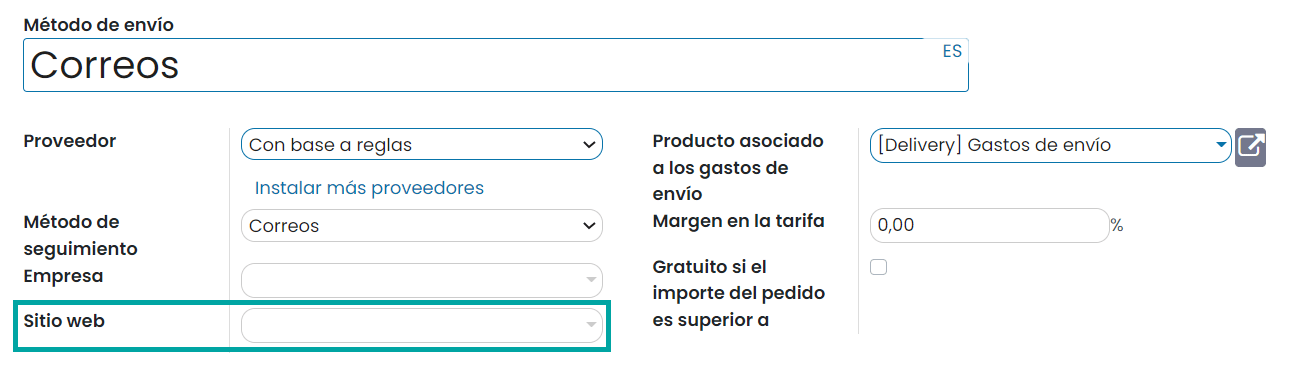 Método de envío
Correos
ES
Proveedor
Con base a reglas
Instalar más proveedores
Método de
seguimiento
Correos
Empresa
Sitio web
Producto asociado
a los gastos de
envío
[Delivery] Gastos de envío
Margen en la tarifa
0,00
%
Gratuito si el
importe del pedido
es superior a